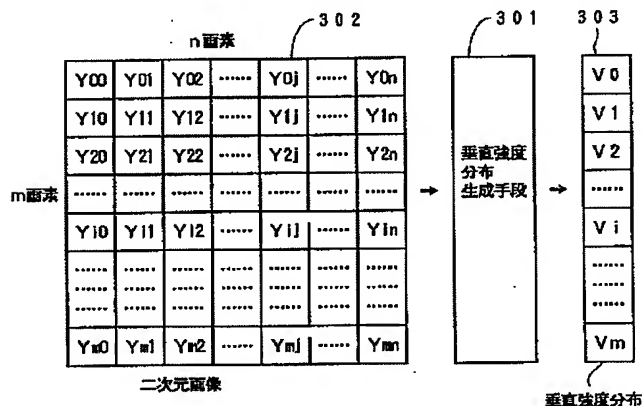 n画素
302
301
303
Y00 Y01 Y02 ...... Y0j ...... Y0n
Y10 Y11 Y12 ...... Y1j ...... Y1n
Y20 Y21 Y22 ...... Y2j ...... Y2n
...... ...... ...... ...... ...... ...... ......
m画素
Yi0 Yi1 Yi2 ...... Yij ...... Yin
...... ...... ...... ...... ...... ...... ......
...... ...... ...... ...... ...... ...... ......
...... ...... ...... ...... ...... ...... ......
Ym0 Ym1 Ym2 ...... Ymj ...... Ymn
二次元画像
→
垂直強度
分布
生成手段
→
V0
V1
V2
......
Vi
......
......
......
Vm
垂直強度分布